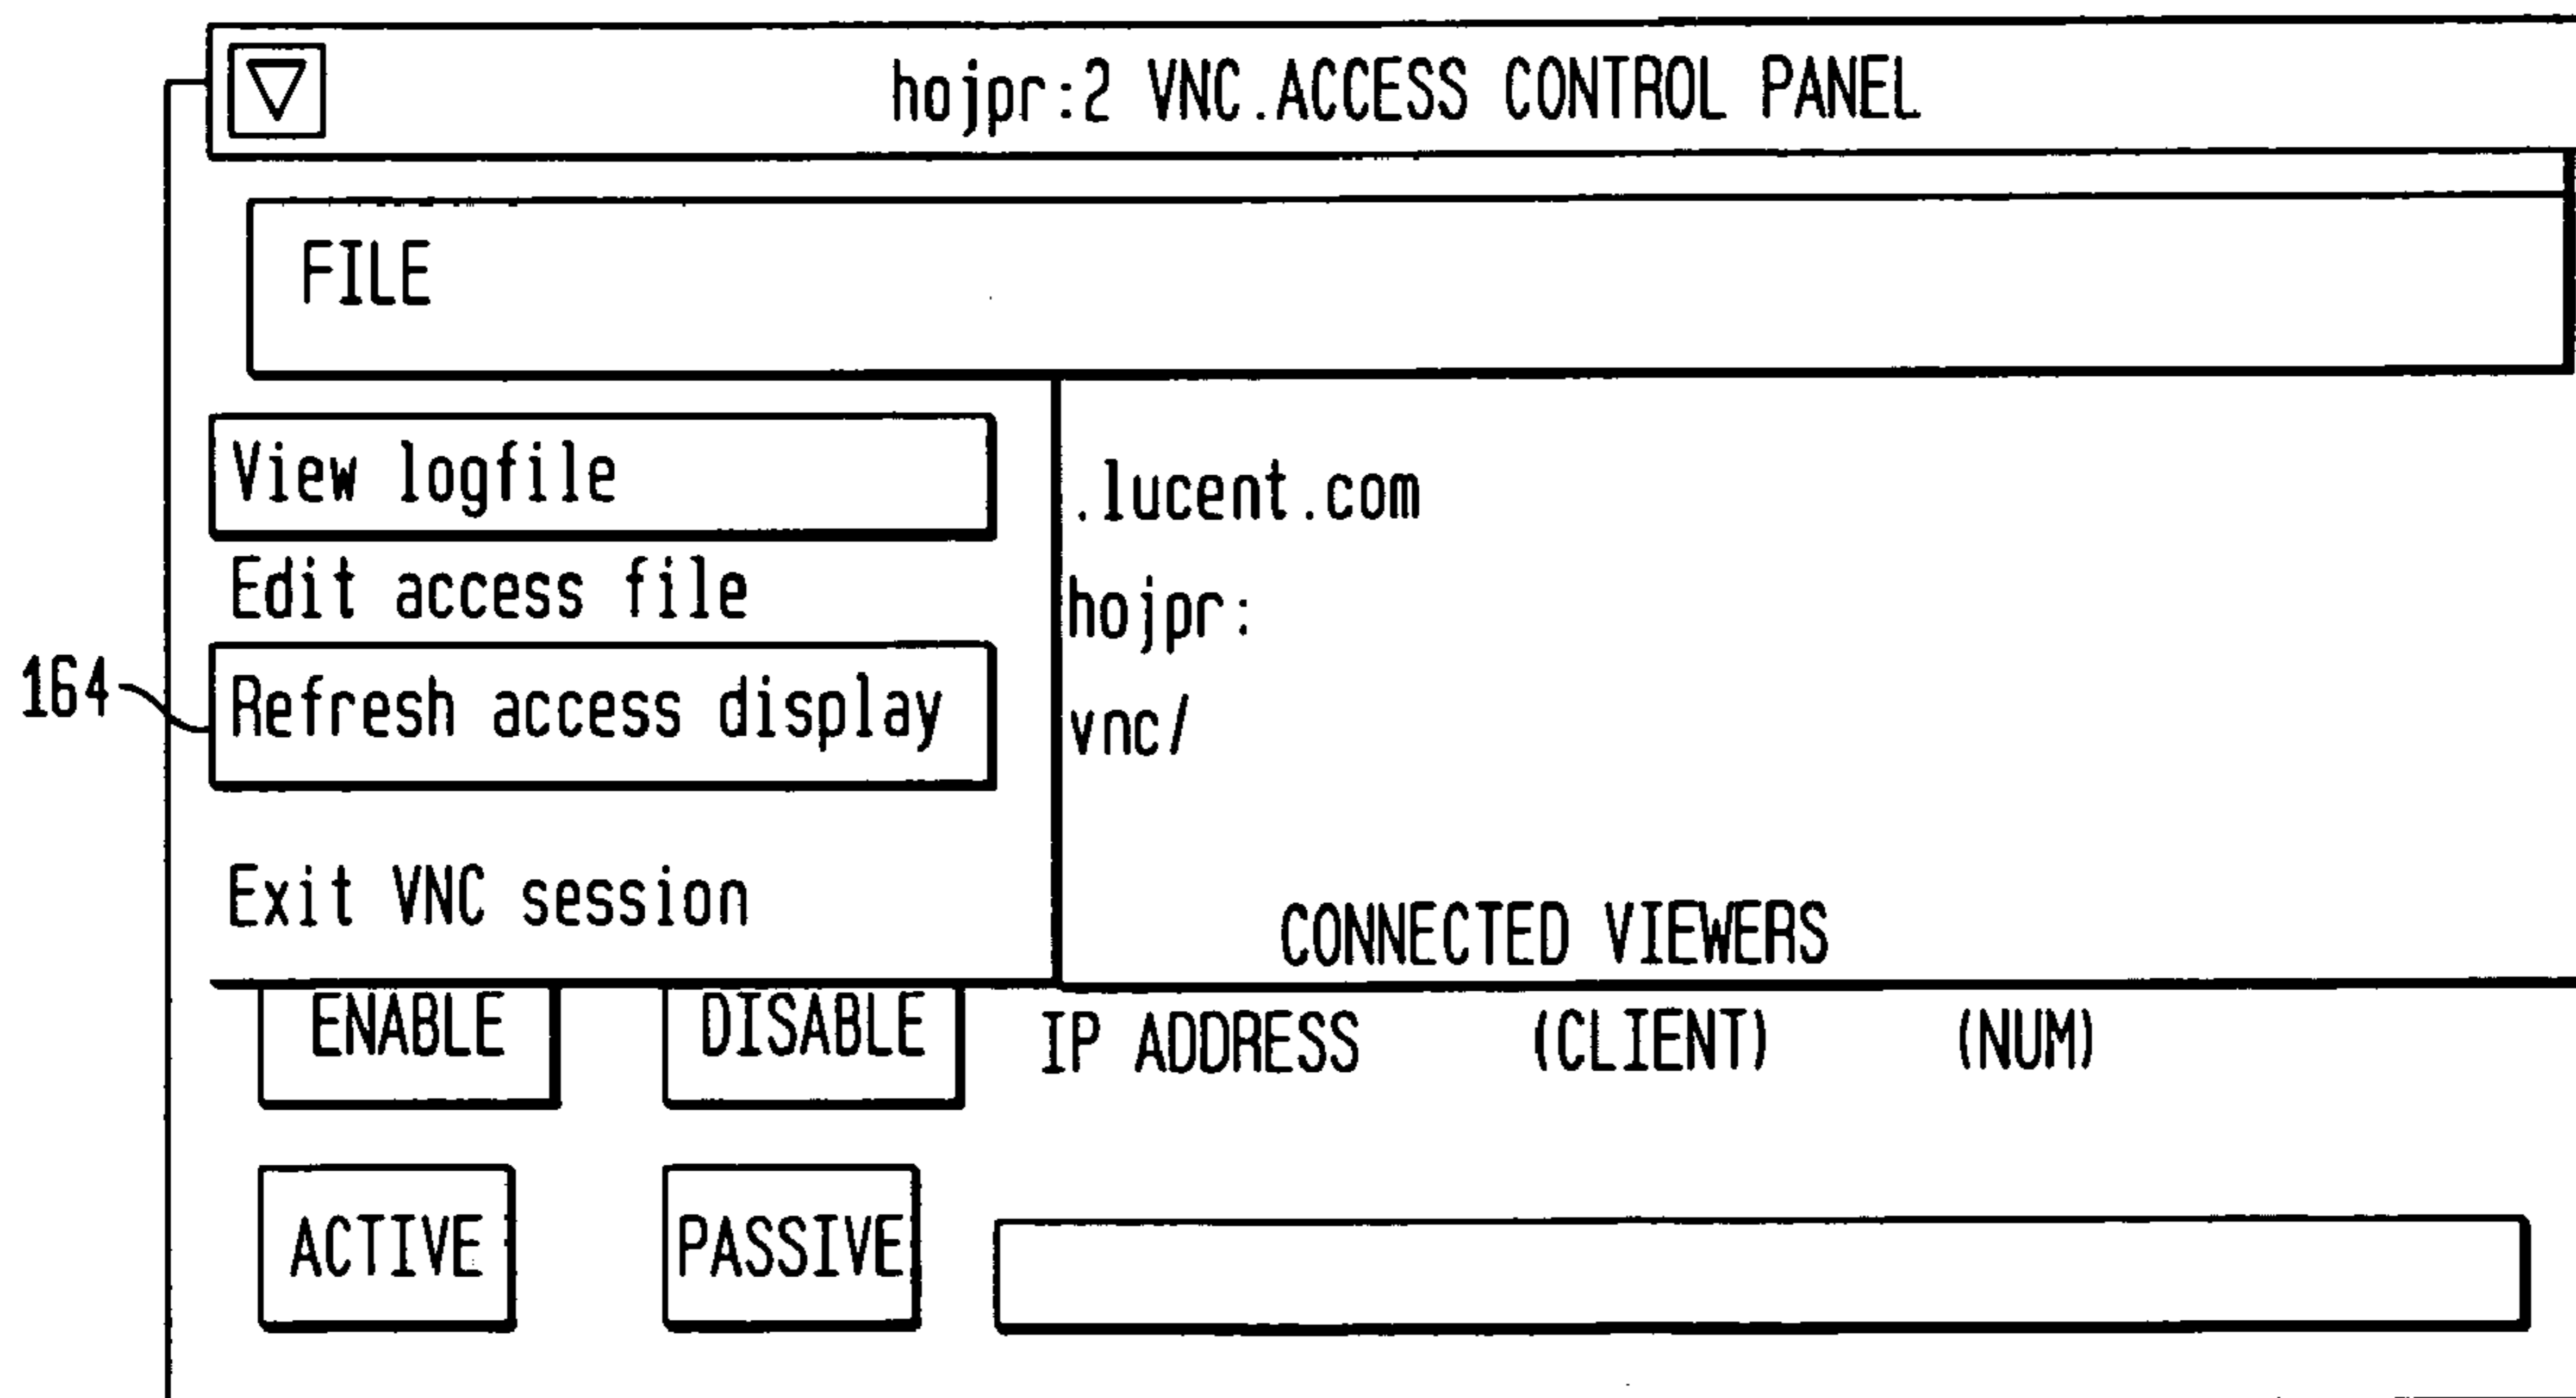 hojpr:2 VNC.ACCESS CONTROL PANEL
FILE
View logfile
.lucent.com
Edit access file
hojpr:
164
Refresh access display
vnc/
Exit VNC session
CONNECTED VIEWERS
ENABLE DISABLE IP ADDRESS (CLIENT) (NUM)
ACTIVE PASSIVE